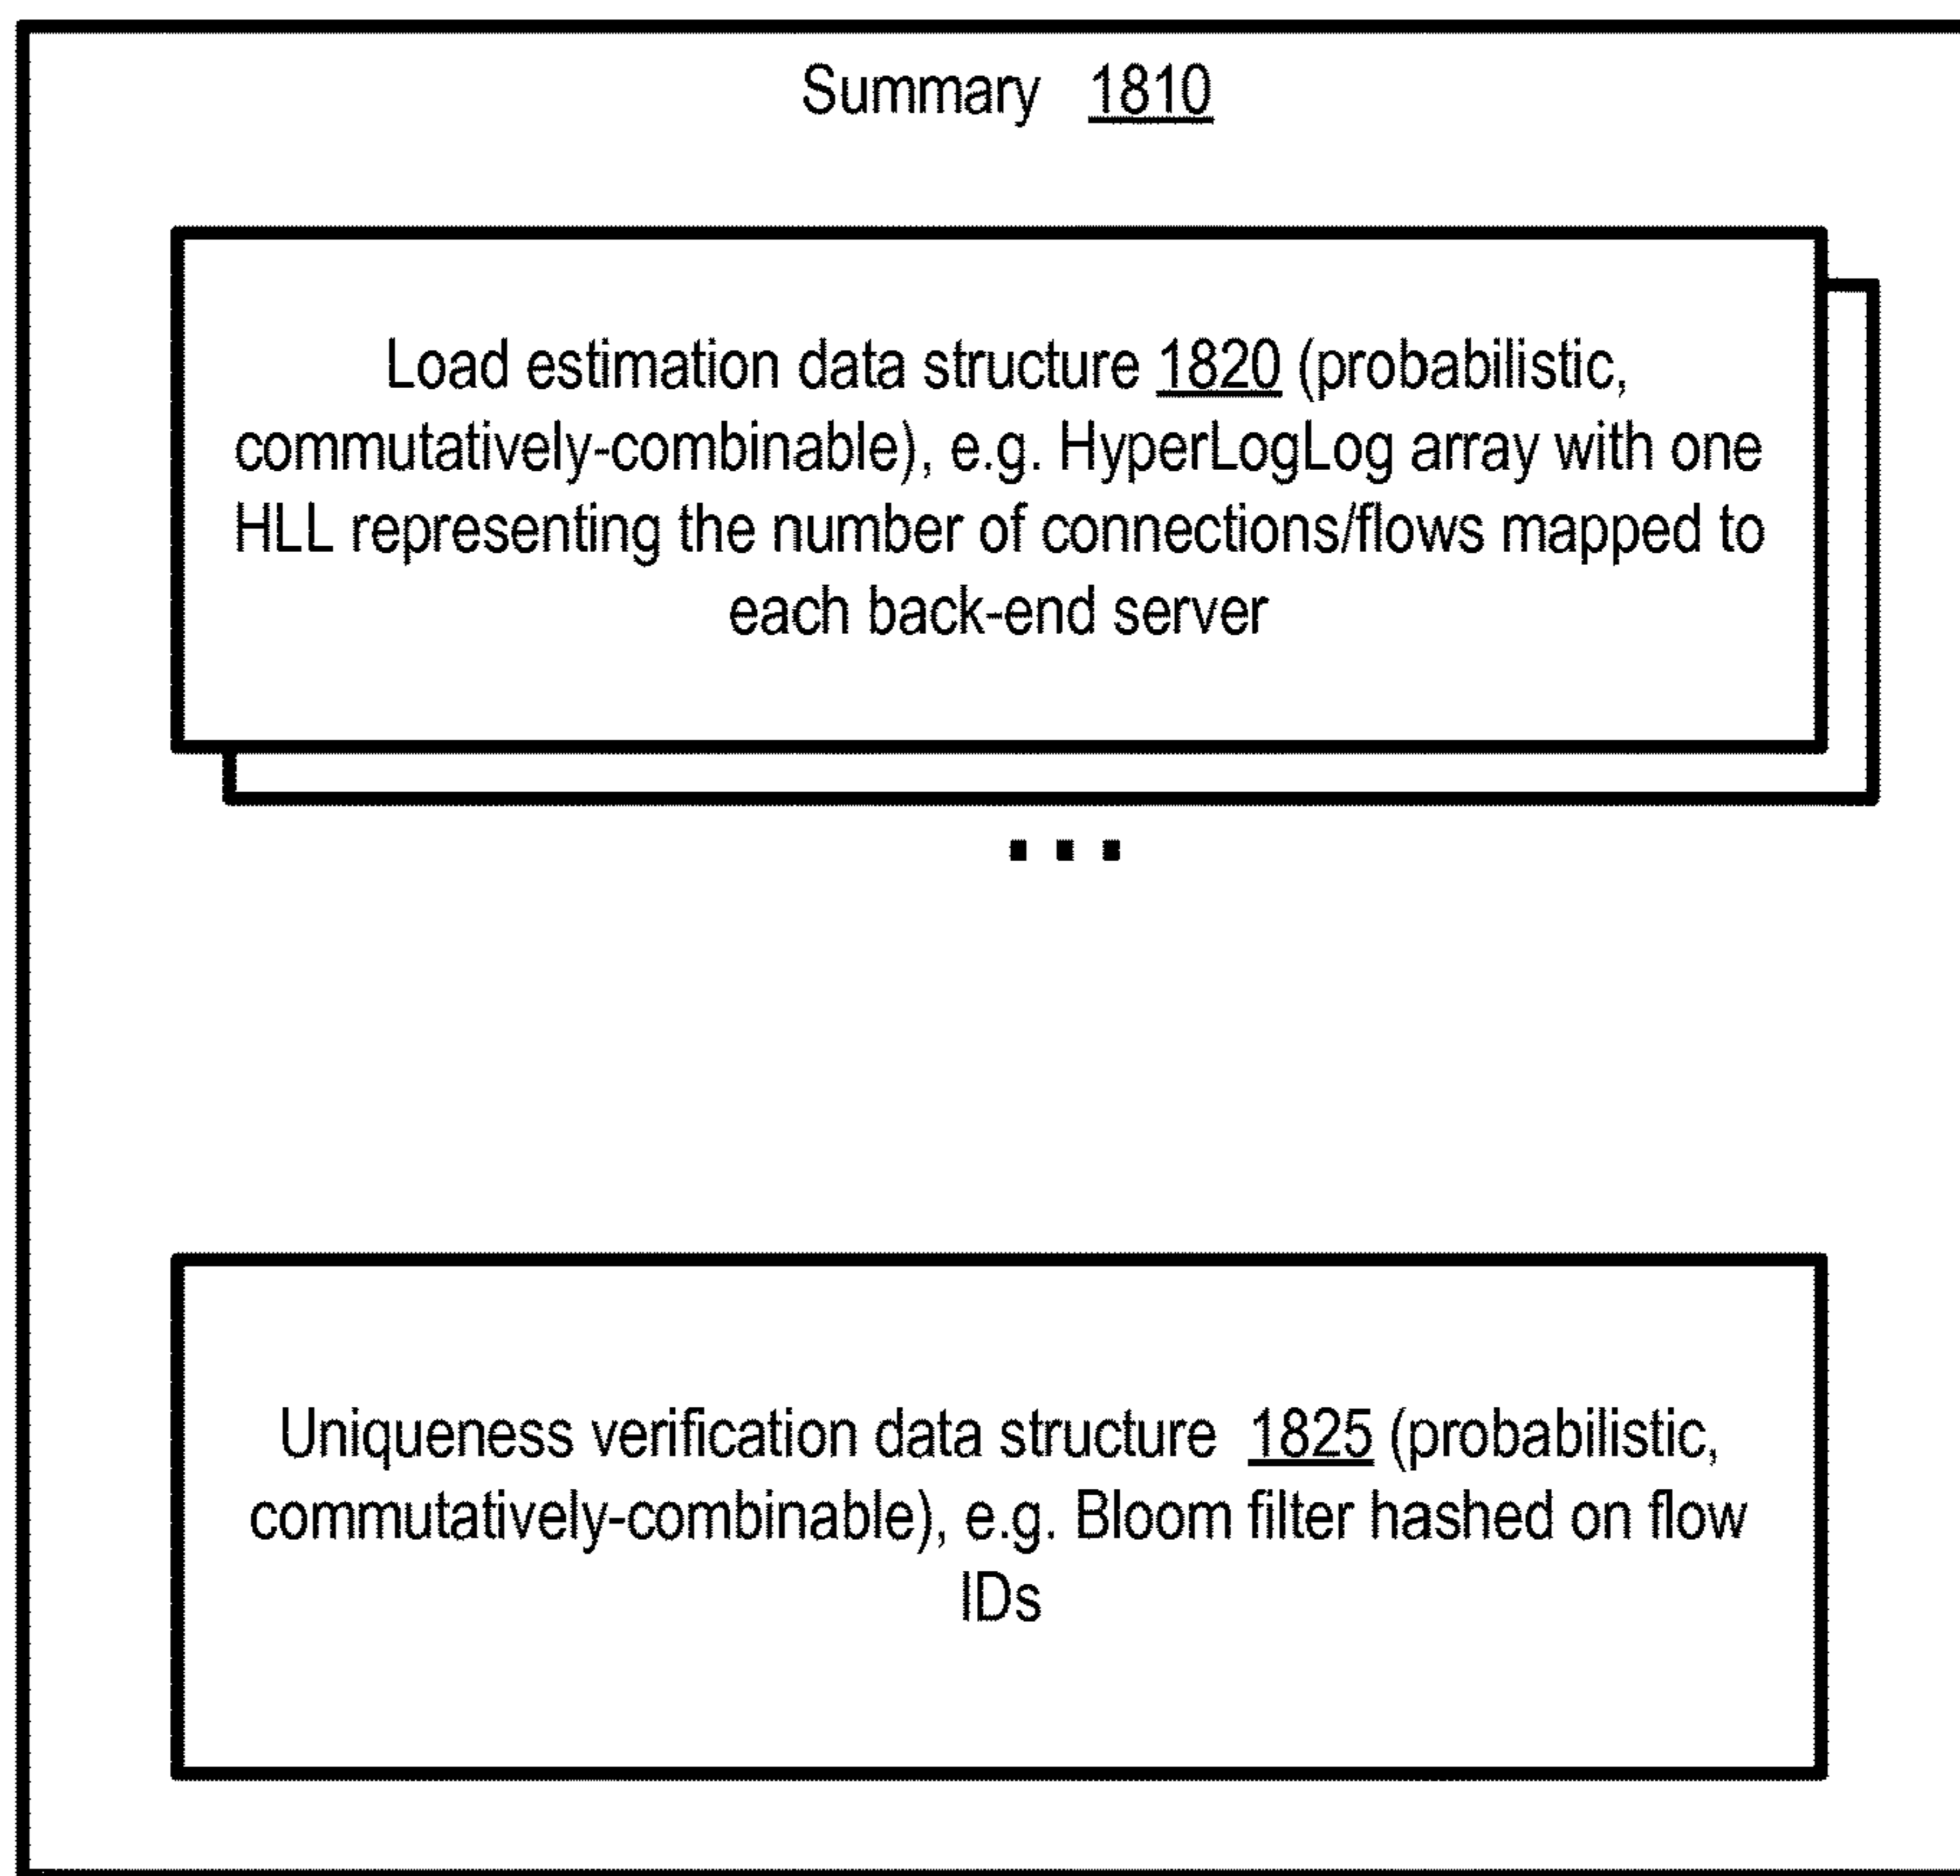 Summary 1810
Load estimation data structure 1820 (probabilistic,
commutatively-combinable), e.g. HyperLogLog array with one
HLL representing the number of connections/flows mapped to
each back-end server
...
Uniqueness verification data structure 1825 (probabilistic,
commutatively-combinable), e.g. Bloom filter hashed on flow
IDs